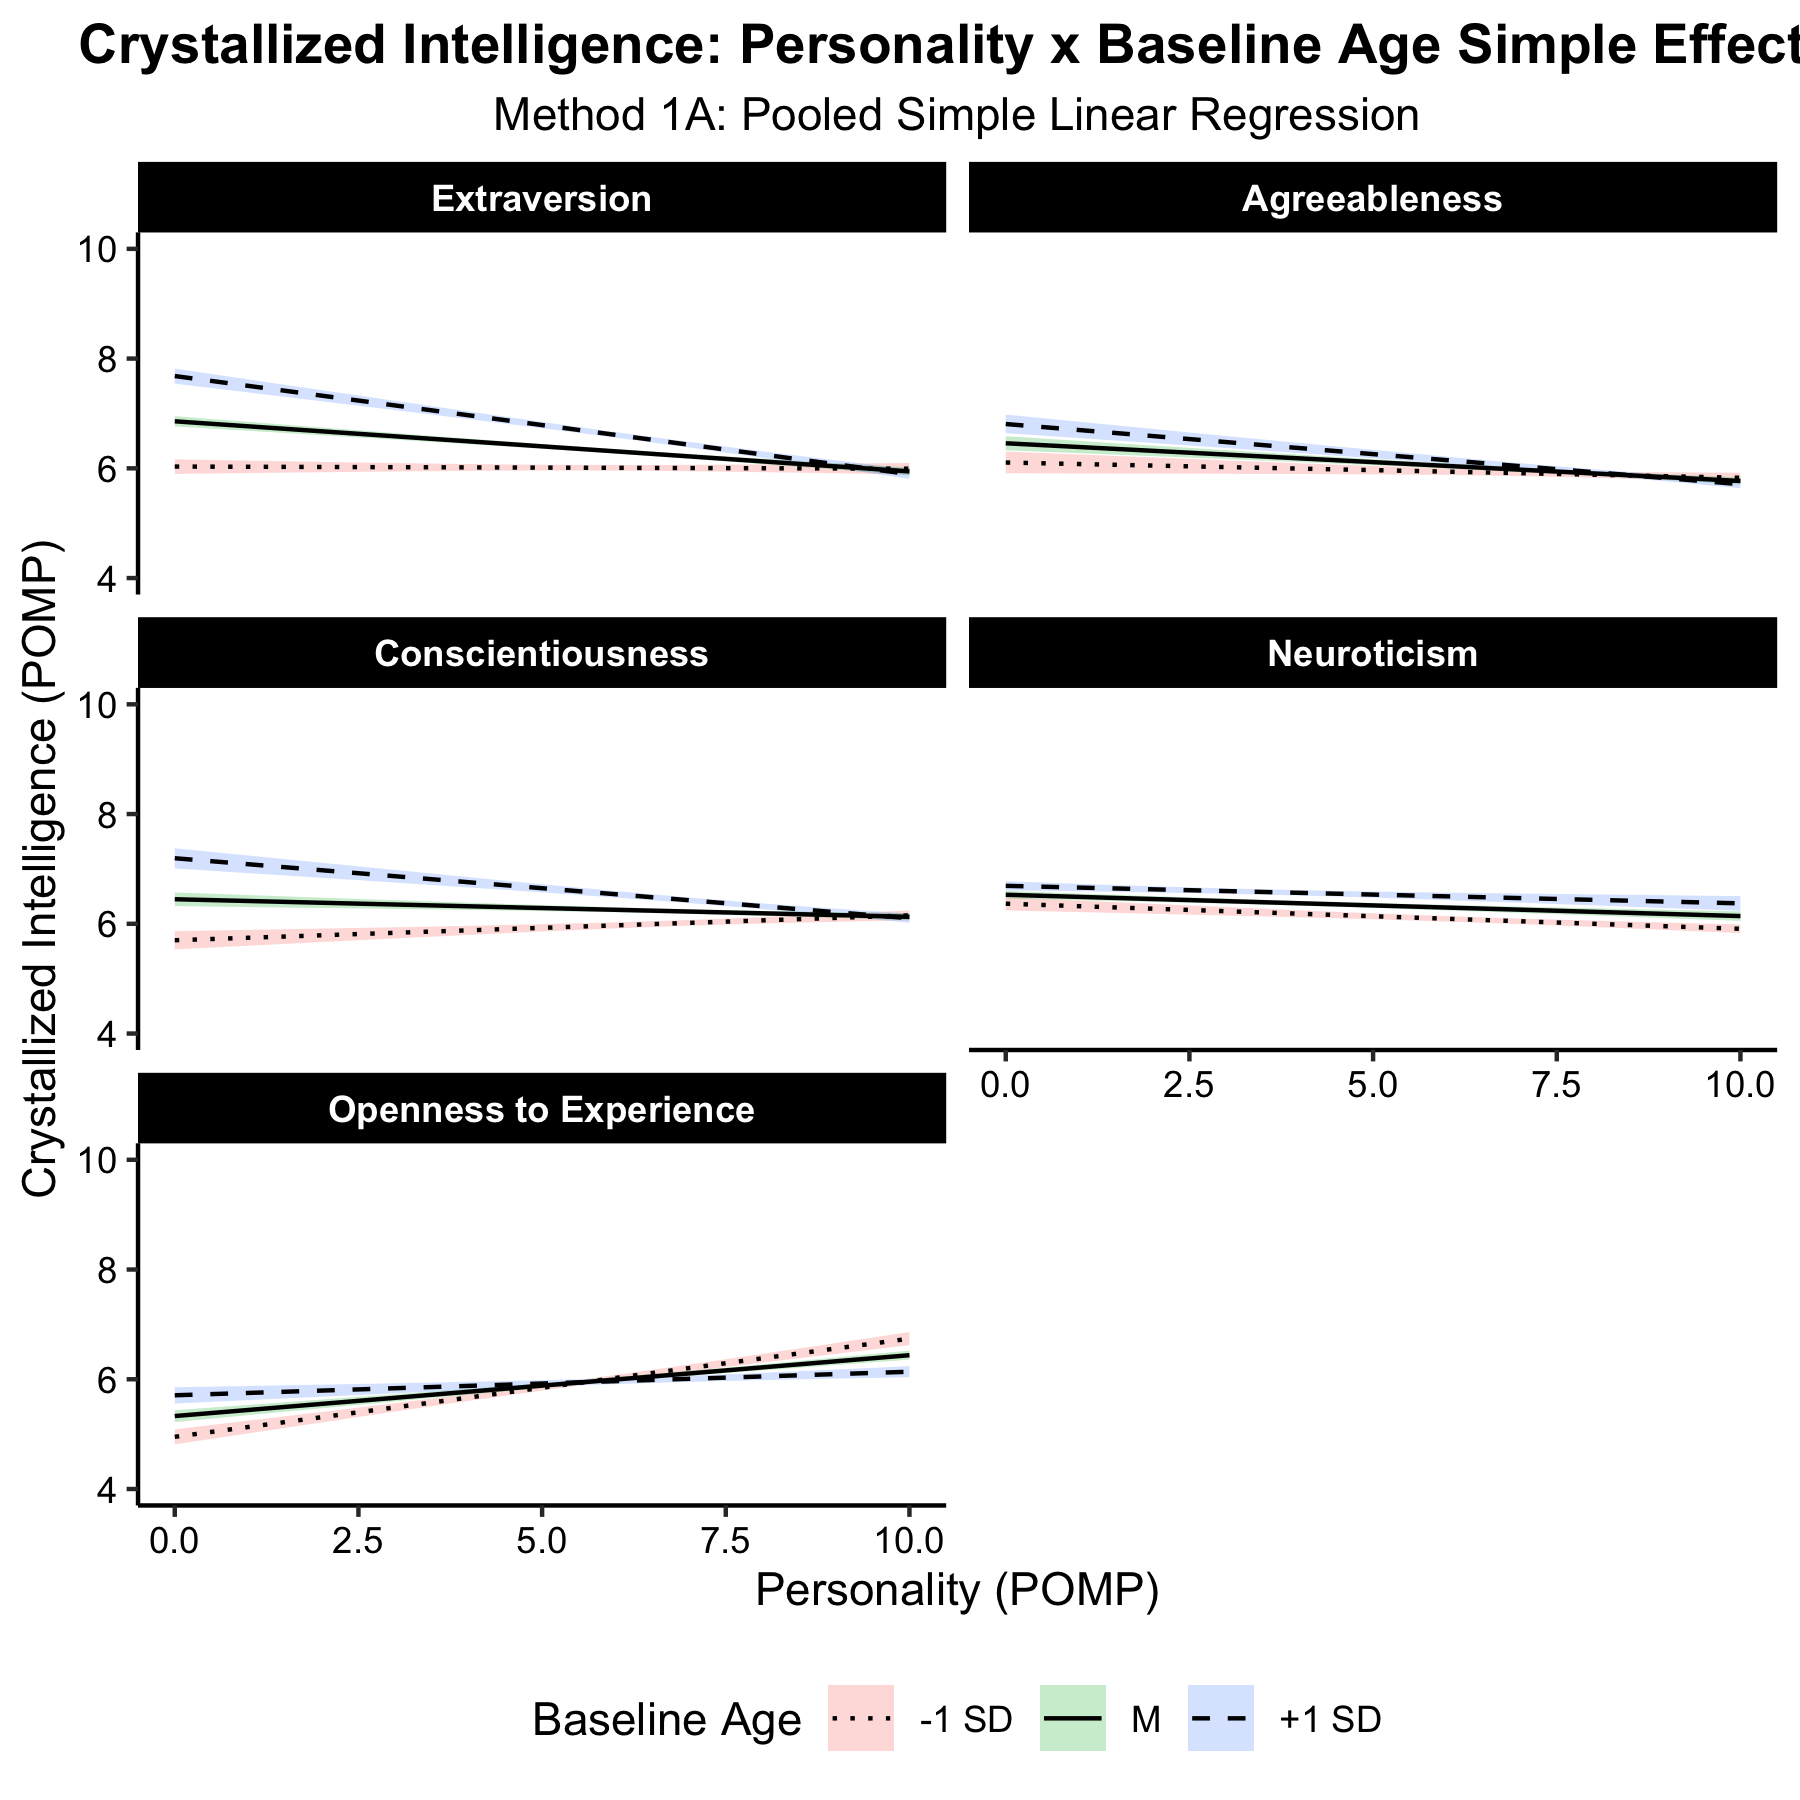 Crystallized Intelligence: Personality x Baseline Age Simple Effect
Method 1A: Pooled Simple Linear Regression
Extraversion
Agreeableness
10
8
6
4
Conscientiousness
Neuroticism
10
8
6
4
0.0 2.5 5.0 7.5 10.0
Openness to Experience
10
8
6
4
0.0 2.5 5.0 7.5 10.0
Crystallized Intelligence (POMP)
Personality (POMP)
Baseline Age -1 SD M +1 SD